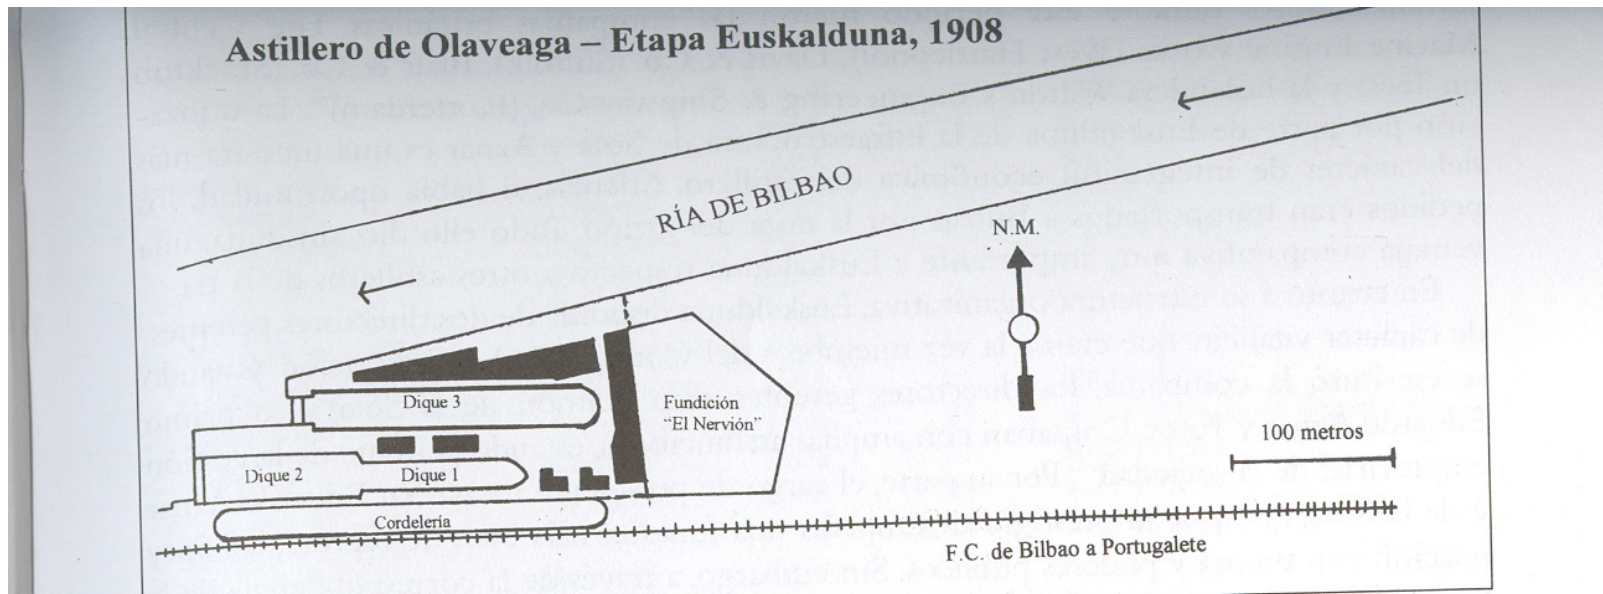 Astillero de Olaveaga – Etapa Euskalduna, 1908
RÍA DE BILBAO
N.M.
Dique 3
Fundición
“El Nervión”
100 metros
Dique 2
Dique 1
Cordelería
F.C. de Bilbao a Portugalete